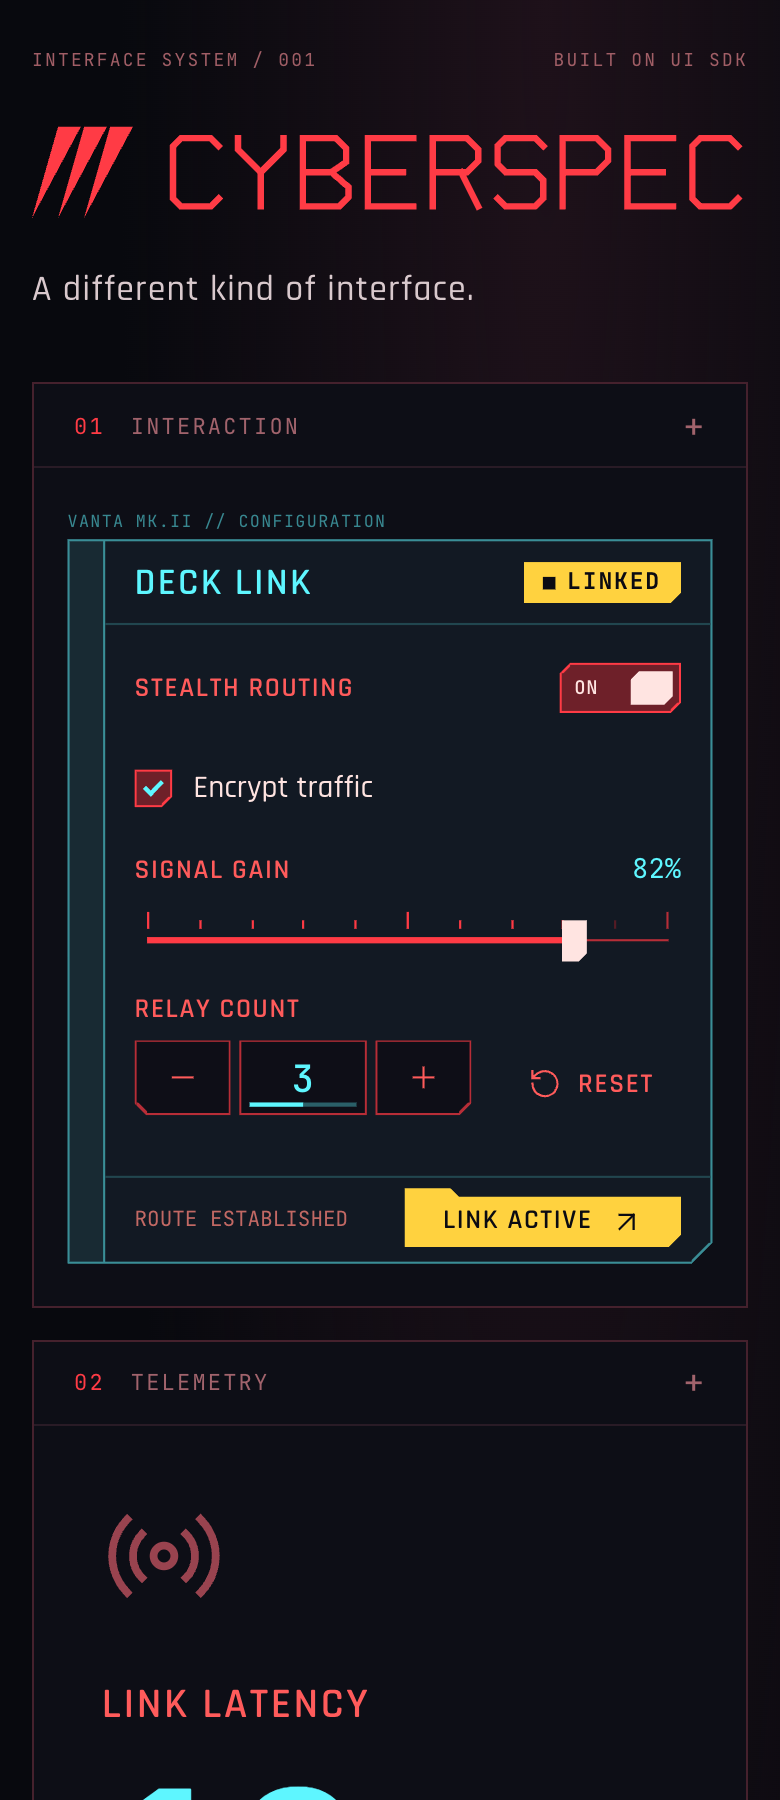 INTERFACE SYSTEM / 001
BUILT ON UI SDK
CYBERSPEC
A different kind of interface.
01 INTERACTION +
VANTA MK.II // CONFIGURATION
DECK LINK
LINKED
STEALTH ROUTING
ON
Encrypt traffic
SIGNAL GAIN
82%
RELAY COUNT
− 3 +
RESET
ROUTE ESTABLISHED
LINK ACTIVE
02 TELEMETRY +
LINK LATENCY